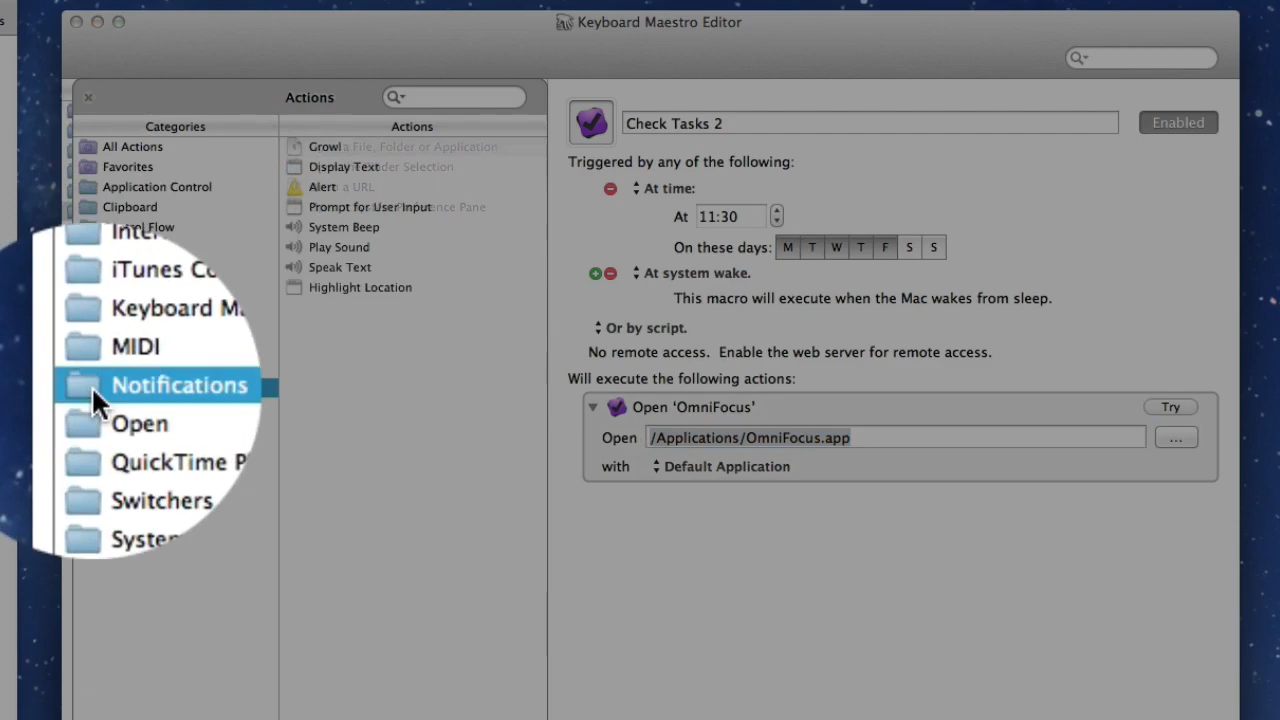 s
Keyboard Maestro Editor
Actions
Categories
Actions
All Actions
Favorites
Application Control
Clipboard
iTunes Co
Keyboard Ma
MIDI
Notifications
Open
QuickTime P
Switchers
System
Growl
Display Text
Alert
Prompt for User Input
System Beep
Play Sound
Speak Text
Highlight Location
Check Tasks 2
Enabled
Triggered by any of the following:
At time:
At 11:30
On these days: M T W T F S S
At system wake.
This macro will execute when the Mac wakes from sleep.
Or by script.
No remote access. Enable the web server for remote access.
Will execute the following actions:
Open 'OmniFocus'
Try
Open /Applications/OmniFocus.app ...
with Default Application